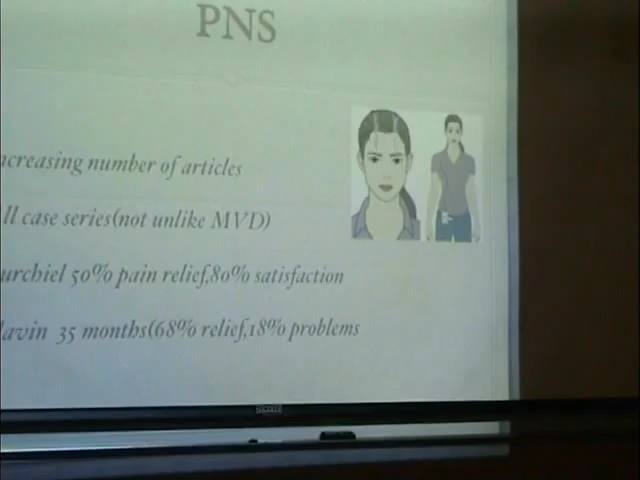 PNS
ncreasing number of articles
ll case series(not unlike MVD)
urchiel 50% pain relief,80% satisfaction
lavin 35 months(68% relief,18% problems